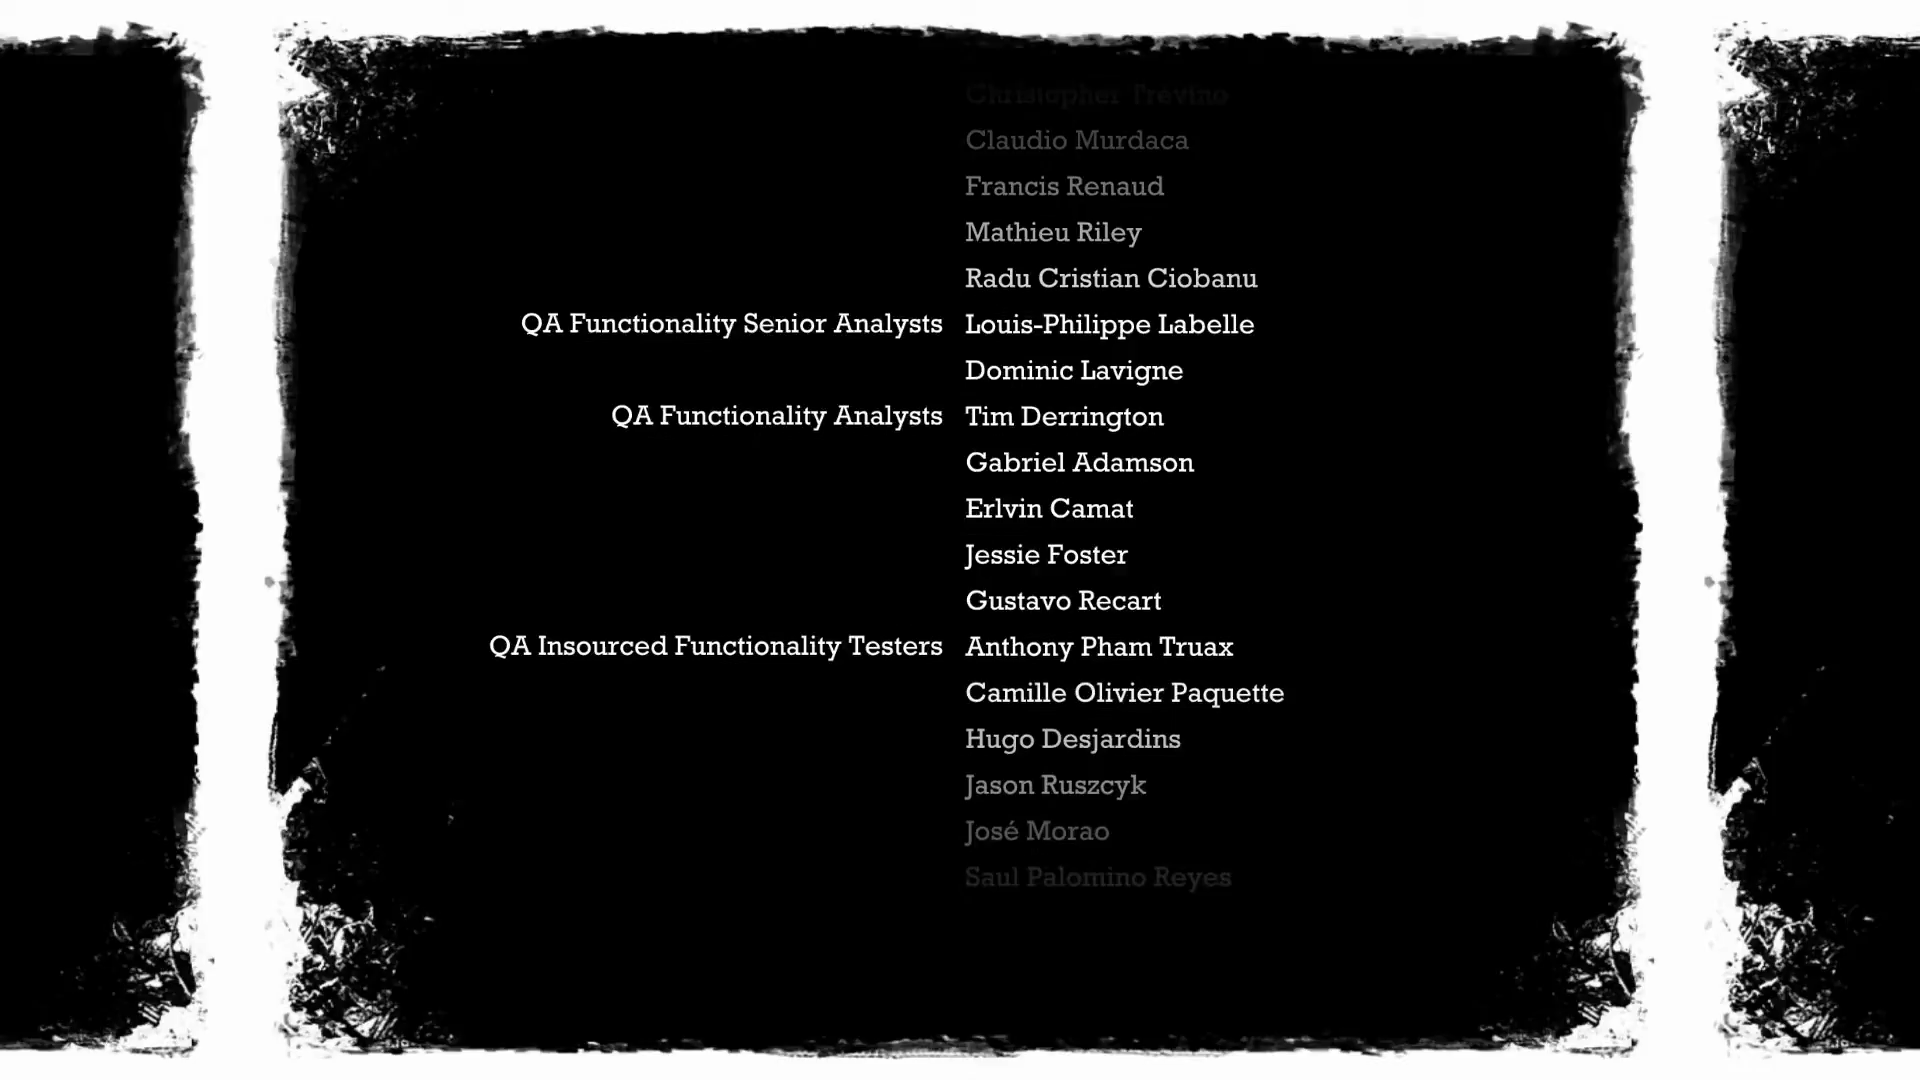 Christopher Trevino
Claudio Murdaca
Francis Renaud
Mathieu Riley
Radu Cristian Ciobanu
QA Functionality Senior Analysts Louis-Philippe Labelle
Dominic Lavigne
QA Functionality Analysts Tim Derrington
Gabriel Adamson
Erlvin Camat
Jessie Foster
Gustavo Recart
QA Insourced Functionality Testers Anthony Pham Truax
Camille Olivier Paquette
Hugo Desjardins
Jason Ruszcyk
José Morao
Saul Palomino Reyes